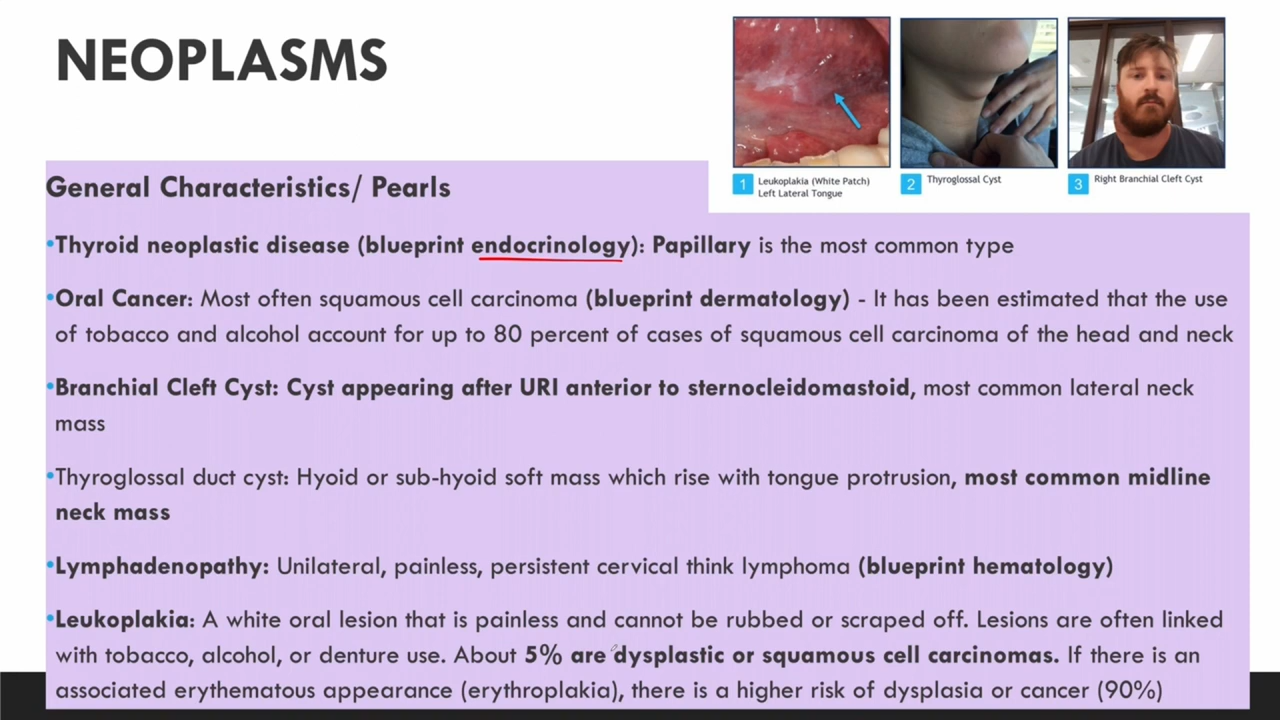 NEOPLASMS
1 Leukoplakia (White Patch)
Left Lateral Tongue
2 Thyroglossal Cyst
3 Right Branchial Cleft Cyst
General Characteristics/ Pearls
•Thyroid neoplastic disease (blueprint endocrinology): Papillary is the most common type
•Oral Cancer: Most often squamous cell carcinoma (blueprint dermatology) - It has been estimated that the use
of tobacco and alcohol account for up to 80 percent of cases of squamous cell carcinoma of the head and neck
•Branchial Cleft Cyst: Cyst appearing after URI anterior to sternocleidomastoid, most common lateral neck
mass
•Thyroglossal duct cyst: Hyoid or sub-hyoid soft mass which rise with tongue protrusion, most common midline
neck mass
•Lymphadenopathy: Unilateral, painless, persistent cervical think lymphoma (blueprint hematology)
•Leukoplakia: A white oral lesion that is painless and cannot be rubbed or scraped off. Lesions are often linked
with tobacco, alcohol, or denture use. About 5% are dysplastic or squamous cell carcinomas. If there is an
associated erythematous appearance (erythroplakia), there is a higher risk of dysplasia or cancer (90%)